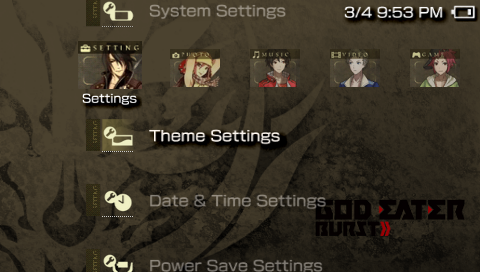 System Settings
3/4 9:53 PM
SETTING
PHOTO
MUSIC
VIDEO
GAME
Settings
Theme Settings
Date & Time Settings
GOD EATER
BURST
Power Save Settings